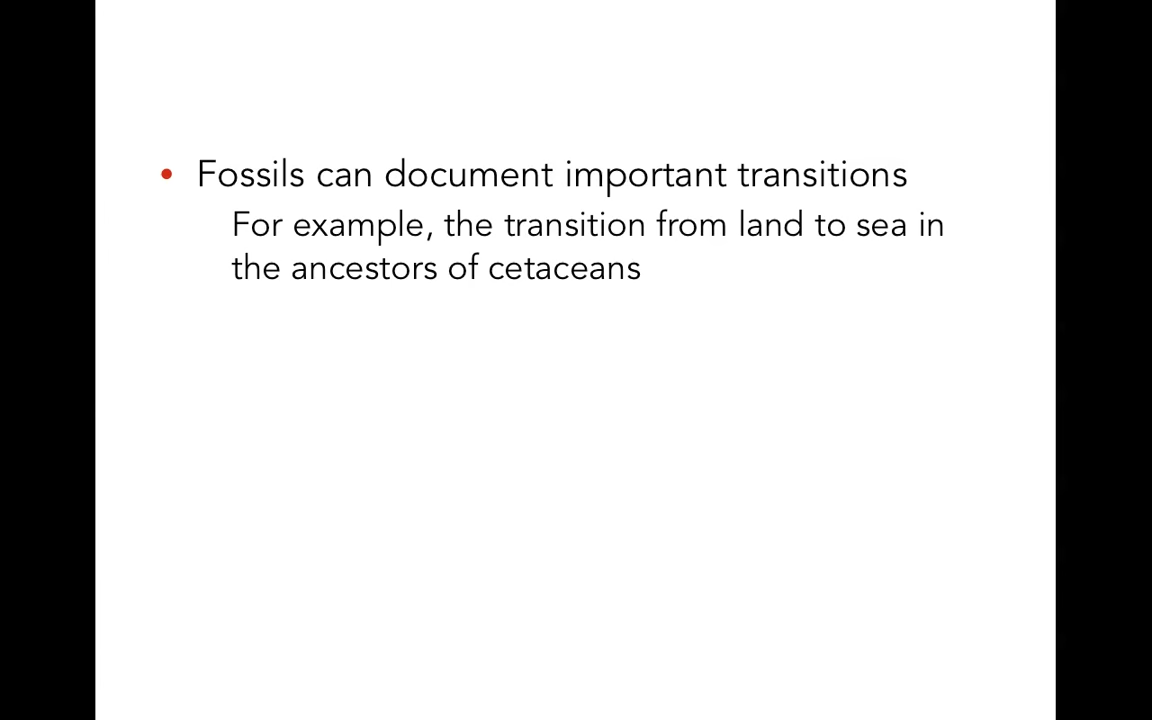 • Fossils can document important transitions
For example, the transition from land to sea in
the ancestors of cetaceans